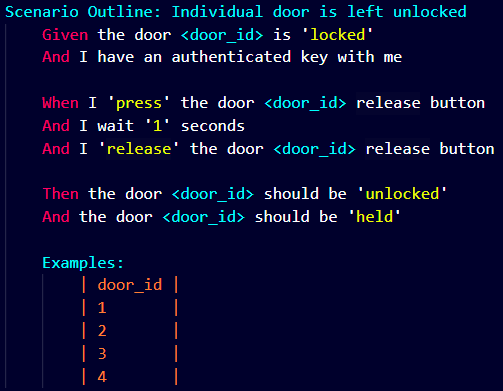 Scenario Outline: Individual door is left unlocked
Given the door <door_id> is 'locked'
And I have an authenticated key with me
When I 'press' the door <door_id> release button
And I wait '1' seconds
And I 'release' the door <door_id> release button
Then the door <door_id> should be 'unlocked'
And the door <door_id> should be 'held'
Examples:
| door_id |
| 1 |
| 2 |
| 3 |
| 4 |